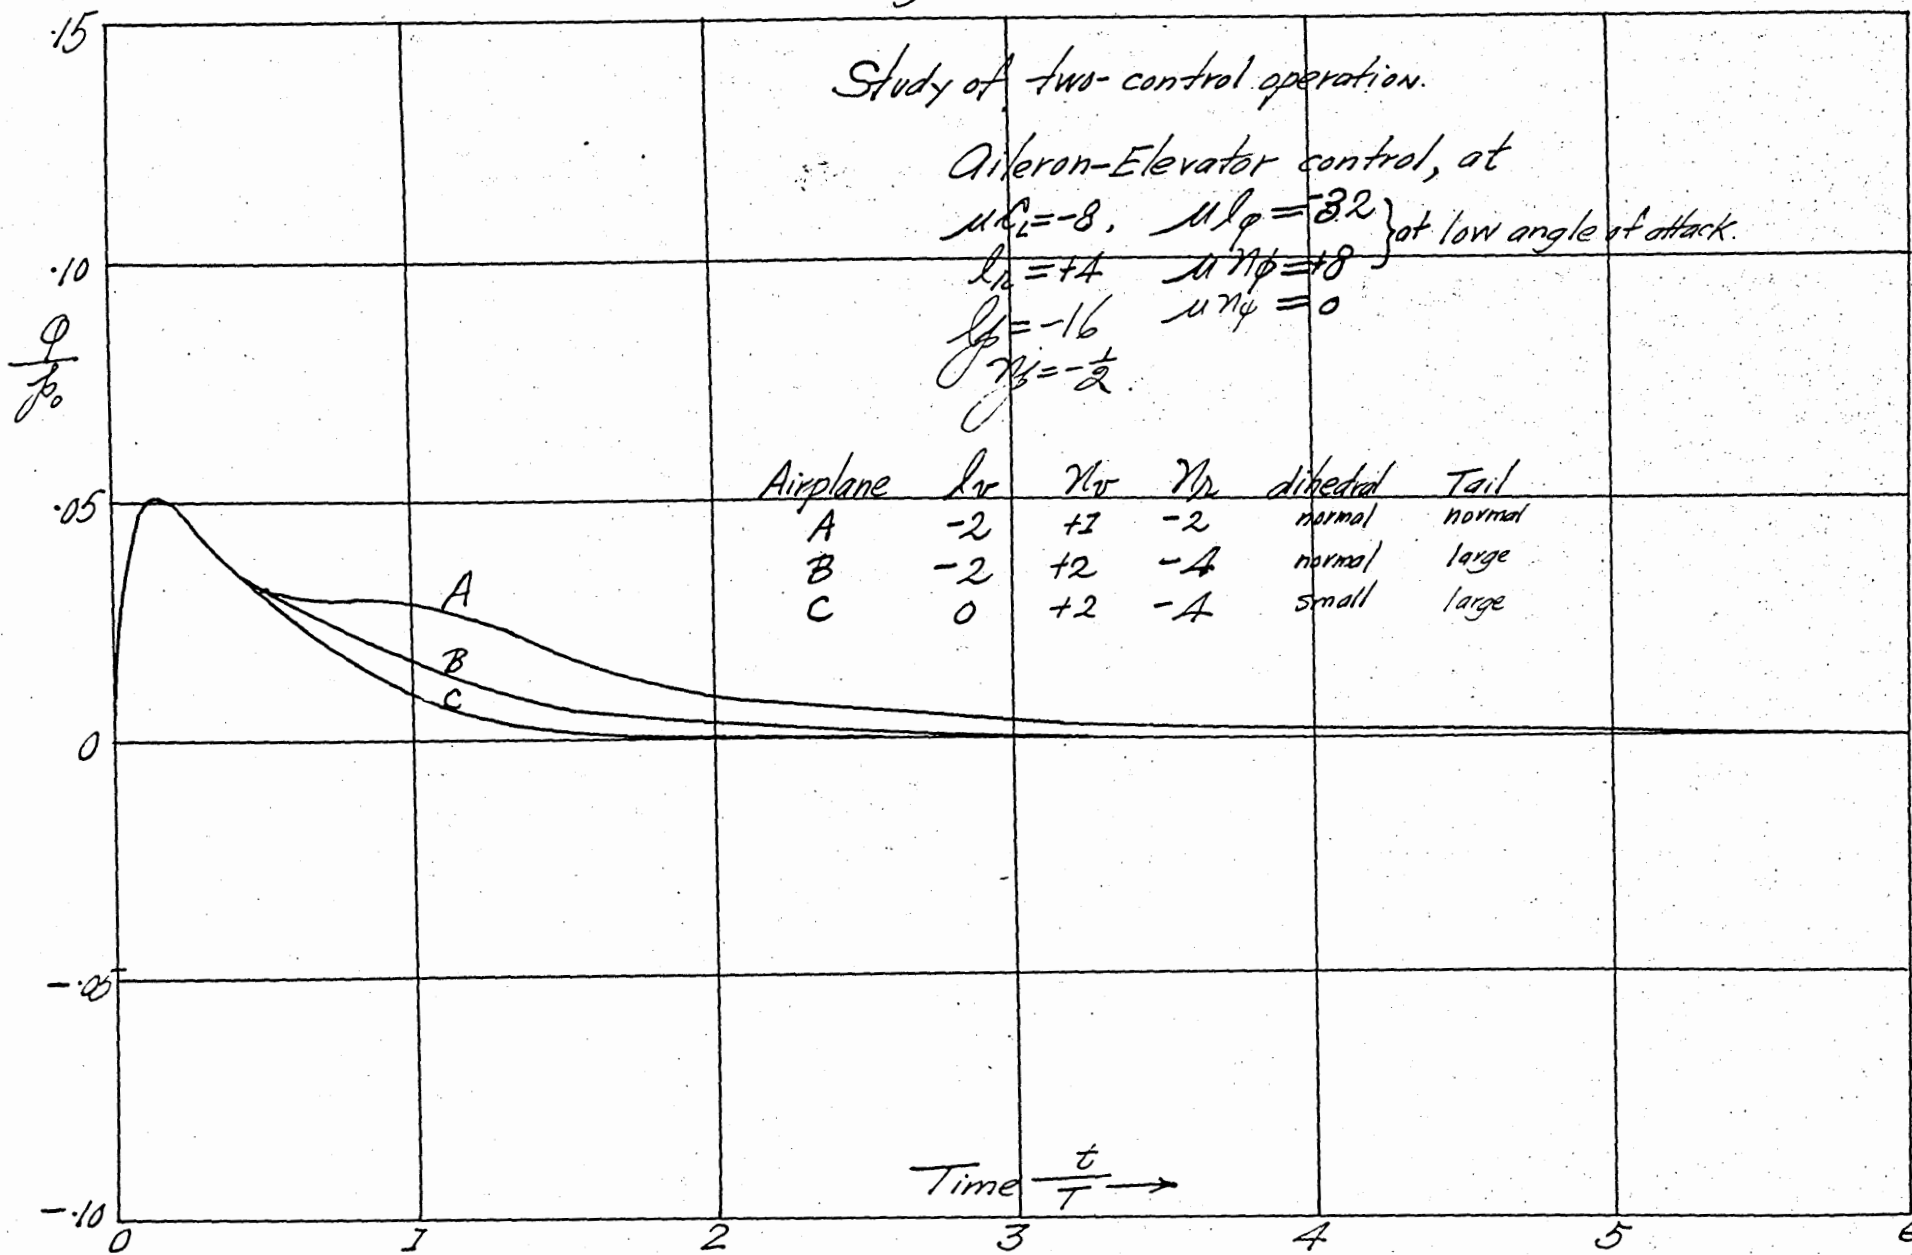 Study of two-control operation.
Aileron-Elevator control, at
μC_L=-8, μl_φ=-32 } at low angle of attack.
l_r=+4 μn_φ=+8
l_p=-16 μn_ψ=0
n_p=-1/2.
.15
.10
φ/p₀
.05
0
-.05
-.10
Airplane l_v n_v n_r dihedral Tail
A -2 +1 -2 normal normal
B -2 +2 -4 normal large
C 0 +2 -4 small large
A
B
C
Time t/T →
0 1 2 3 4 5 6